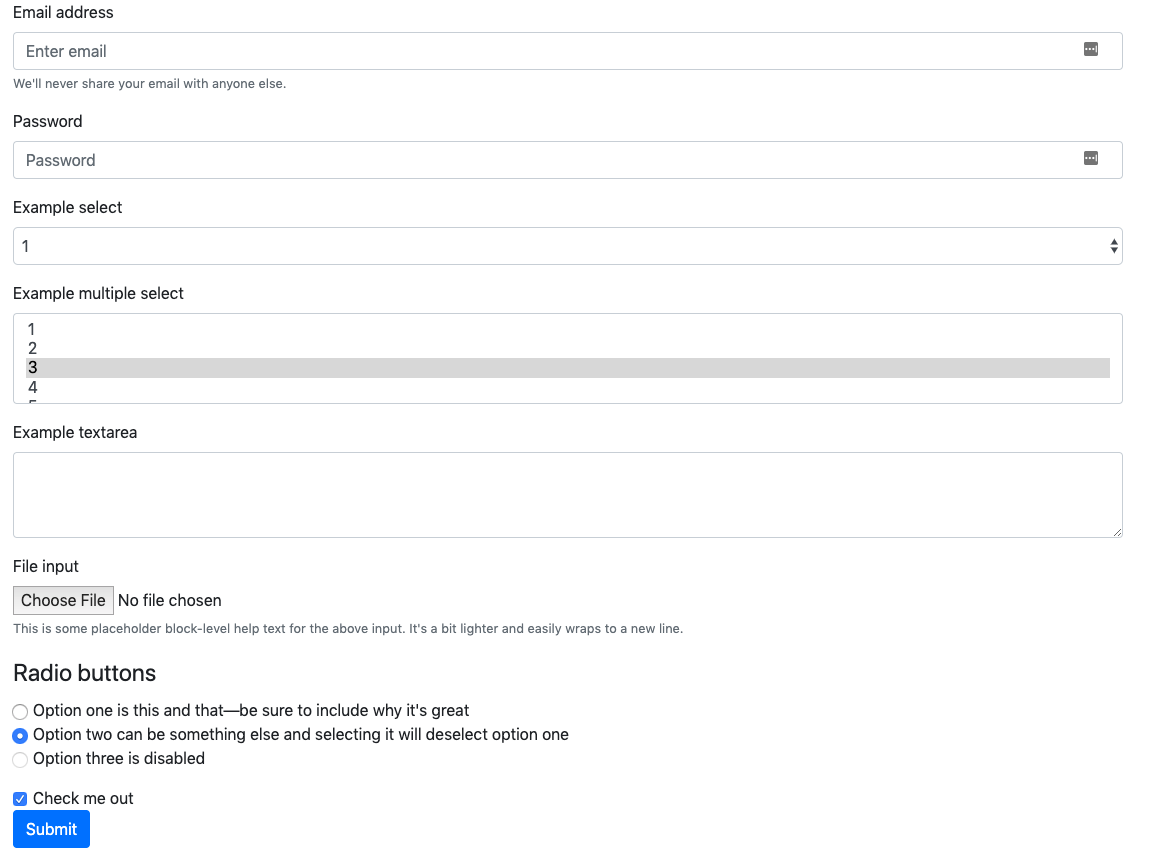 Email address
Enter email
We'll never share your email with anyone else.
Password
Password
Example select
1
Example multiple select
1
2
3
4
Example textarea
File input
Choose File No file chosen
This is some placeholder block-level help text for the above input. It's a bit lighter and easily wraps to a new line.
Radio buttons
Option one is this and that—be sure to include why it's great
Option two can be something else and selecting it will deselect option one
Option three is disabled
Check me out
Submit